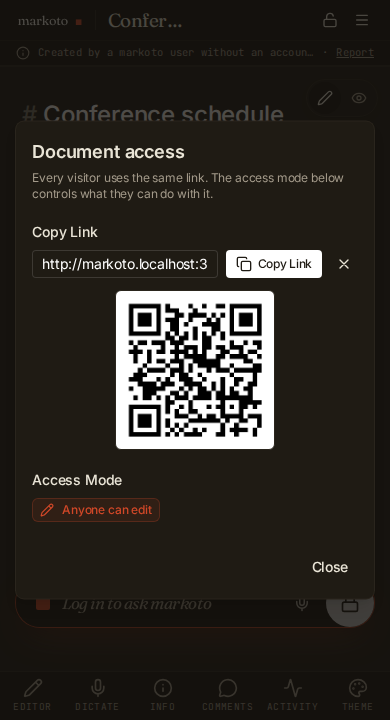 markoto
Confer...
Created by a markoto user without an accoun… · Report
# Conference schedule
Document access
Every visitor uses the same link. The access mode below
controls what they can do with it.
Copy Link
http://markoto.localhost:3
Copy Link
Access Mode
Anyone can edit
Close
Log in to ask markoto
EDITOR
DICTATE
INFO
COMMENTS
ACTIVITY
THEME